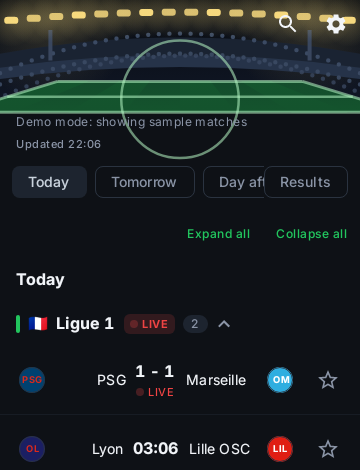 Demo mode: showing sample matches
Updated 22:06
Today Tomorrow Day aft Results
Expand all Collapse all
Today
Ligue 1 LIVE 2
PSG PSG 1 - 1 Marseille OM
LIVE
OL Lyon 03:06 Lille OSC LIL